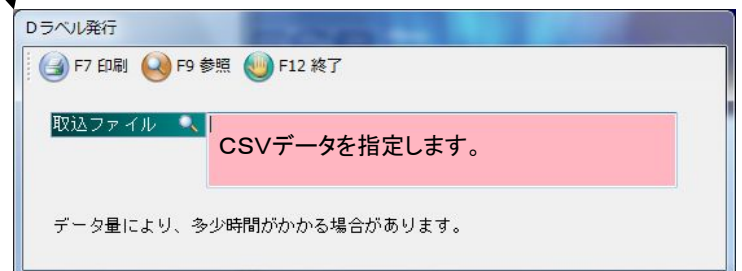 Dラベル発行
F7 印刷 F9 参照 F12 終了
取込ファイル
CSVデータを指定します。
データ量により、多少時間がかかる場合があります。